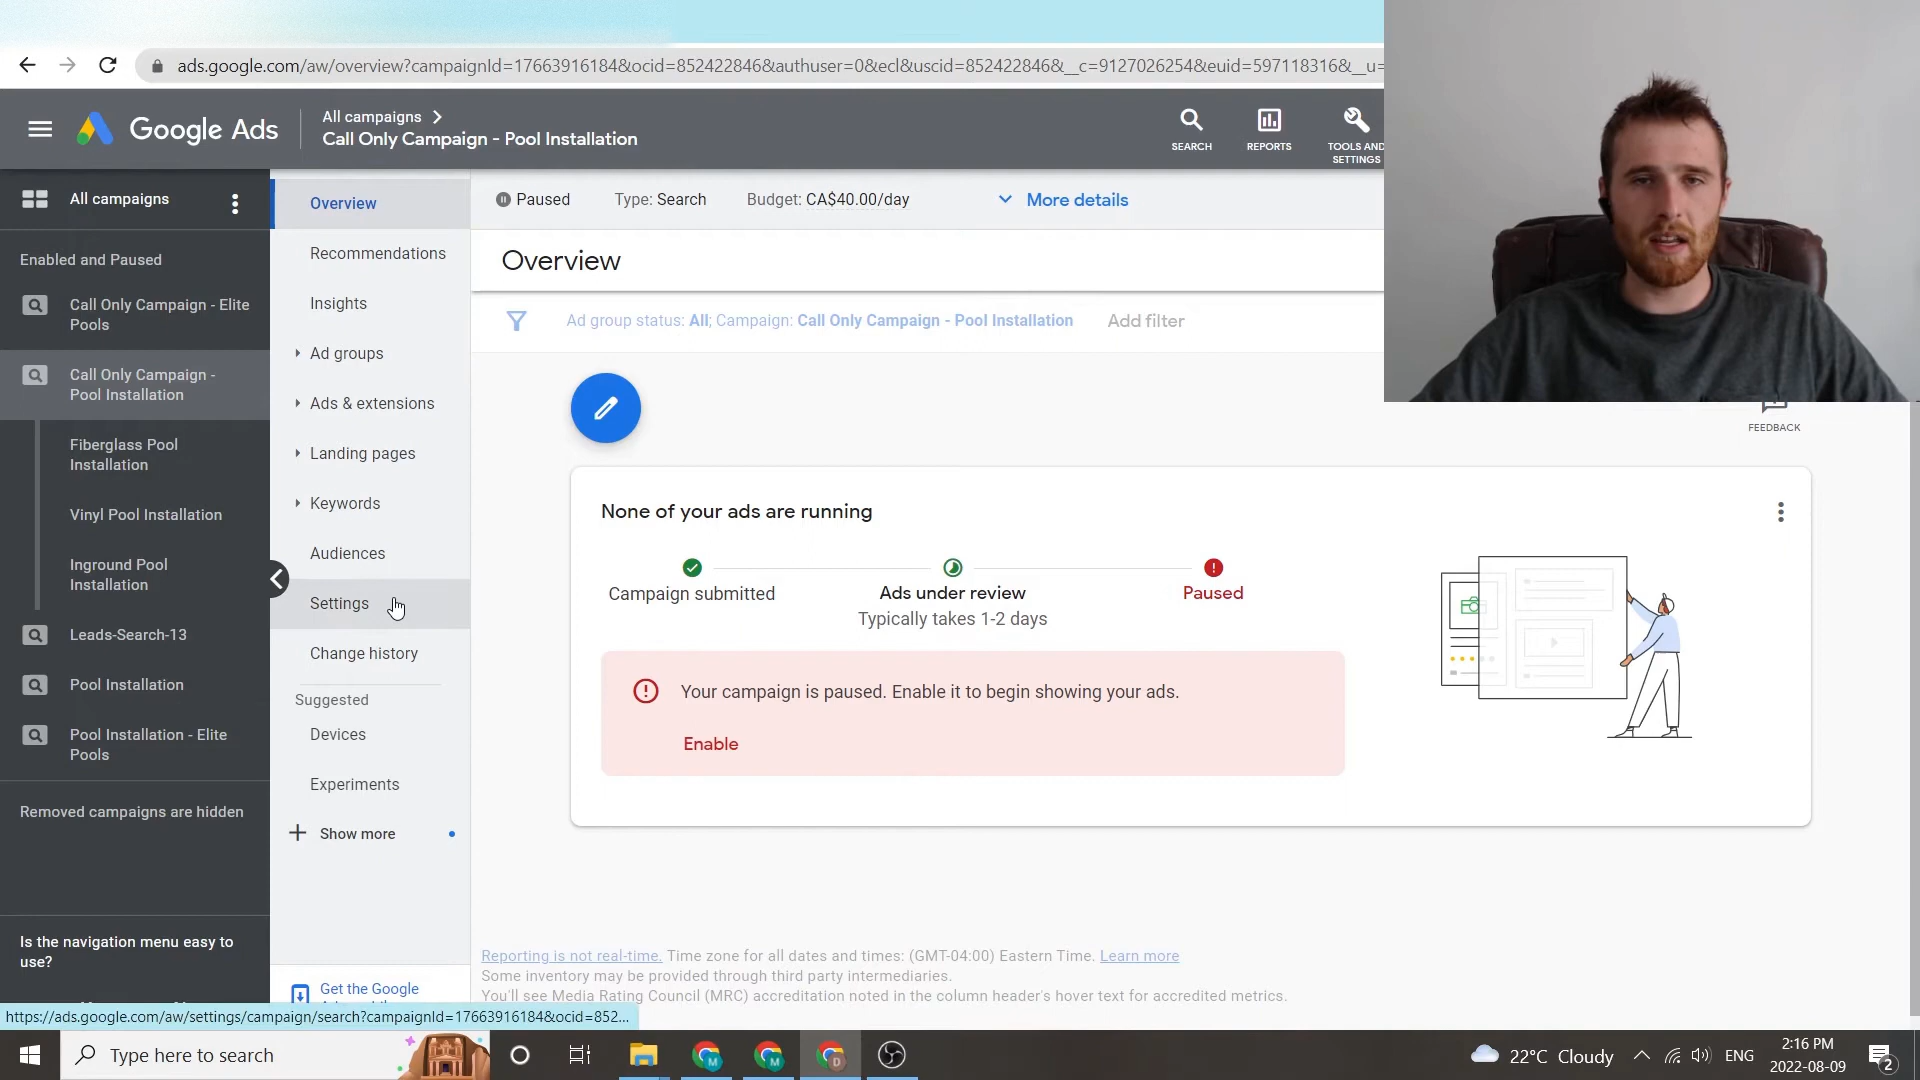 ads.google.com/aw/overview?campaignId=17663916184&ocid=852422846&authuser=0&ecl&uscid=852422846&__c=9127026254&euid=597118316&__u=
Google Ads
All campaigns
Call Only Campaign - Pool Installation
SEARCH
REPORTS
TOOLS AND
SETTINGS
All campaigns
Enabled and Paused
Call Only Campaign - Elite
Pools
Call Only Campaign -
Pool Installation
Fiberglass Pool
Installation
Vinyl Pool Installation
Inground Pool
Installation
Leads-Search-13
Pool Installation
Pool Installation - Elite
Pools
Removed campaigns are hidden
Is the navigation menu easy to
use?
Overview
Recommendations
Insights
Ad groups
Ads & extensions
Landing pages
Keywords
Audiences
Settings
Change history
Suggested
Devices
Experiments
Show more
Get the Google
Paused
Type: Search
Budget: CA$40.00/day
More details
Overview
Ad group status: All; Campaign: Call Only Campaign - Pool Installation
Add filter
FEEDBACK
None of your ads are running
Campaign submitted
Ads under review
Typically takes 1-2 days
Paused
Your campaign is paused. Enable it to begin showing your ads.
Enable
Reporting is not real-time. Time zone for all dates and times: (GMT-04:00) Eastern Time. Learn more
Some inventory may be provided through third party intermediaries.
You'll see Media Rating Council (MRC) accreditation noted in the column header's hover text for accredited metrics.
https://ads.google.com/aw/settings/campaign/search?campaignId=17663916184&ocid=852...
Type here to search
M
M
D
22°C Cloudy
ENG
2:16 PM
2022-08-09
2